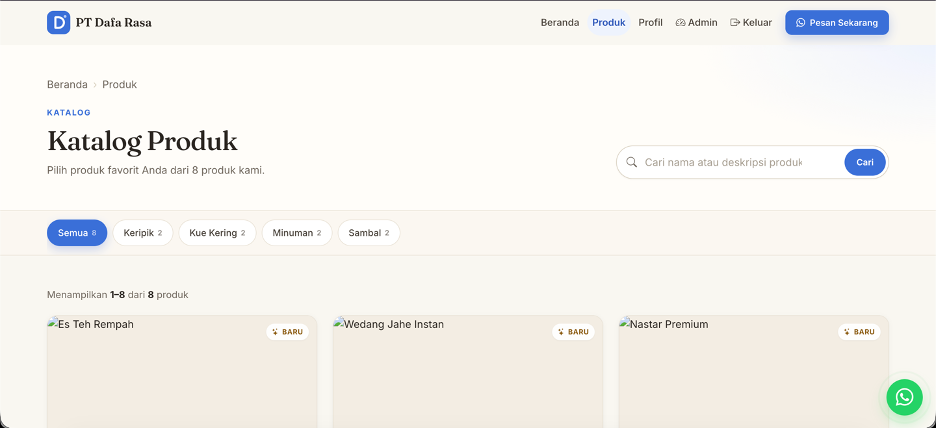 D PT Dafa Rasa Beranda Produk Profil Admin Keluar Pesan Sekarang
Beranda › Produk
KATALOG
Katalog Produk
Pilih produk favorit Anda dari 8 produk kami.
Cari nama atau deskripsi produk Cari
Semua 8 Keripik 2 Kue Kering 2 Minuman 2 Sambal 2
Menampilkan 1–8 dari 8 produk
Es Teh Rempah BARU Wedang Jahe Instan BARU Nastar Premium BARU